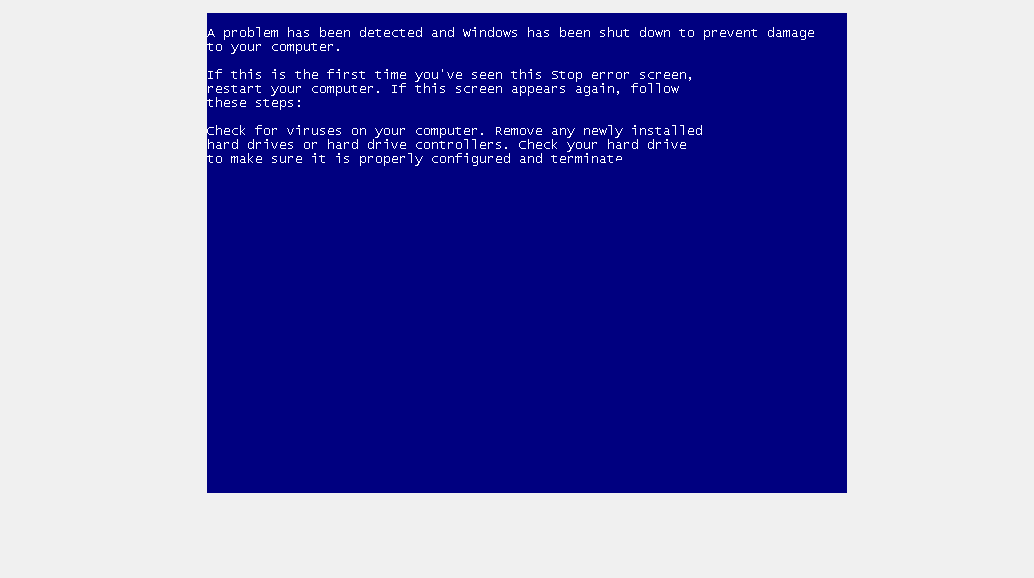 A problem has been detected and Windows has been shut down to prevent damage
to your computer.
If this is the first time you've seen this Stop error screen,
restart your computer. If this screen appears again, follow
these steps:
Check for viruses on your computer. Remove any newly installed
hard drives or hard drive controllers. Check your hard drive
to make sure it is properly configured and terminate